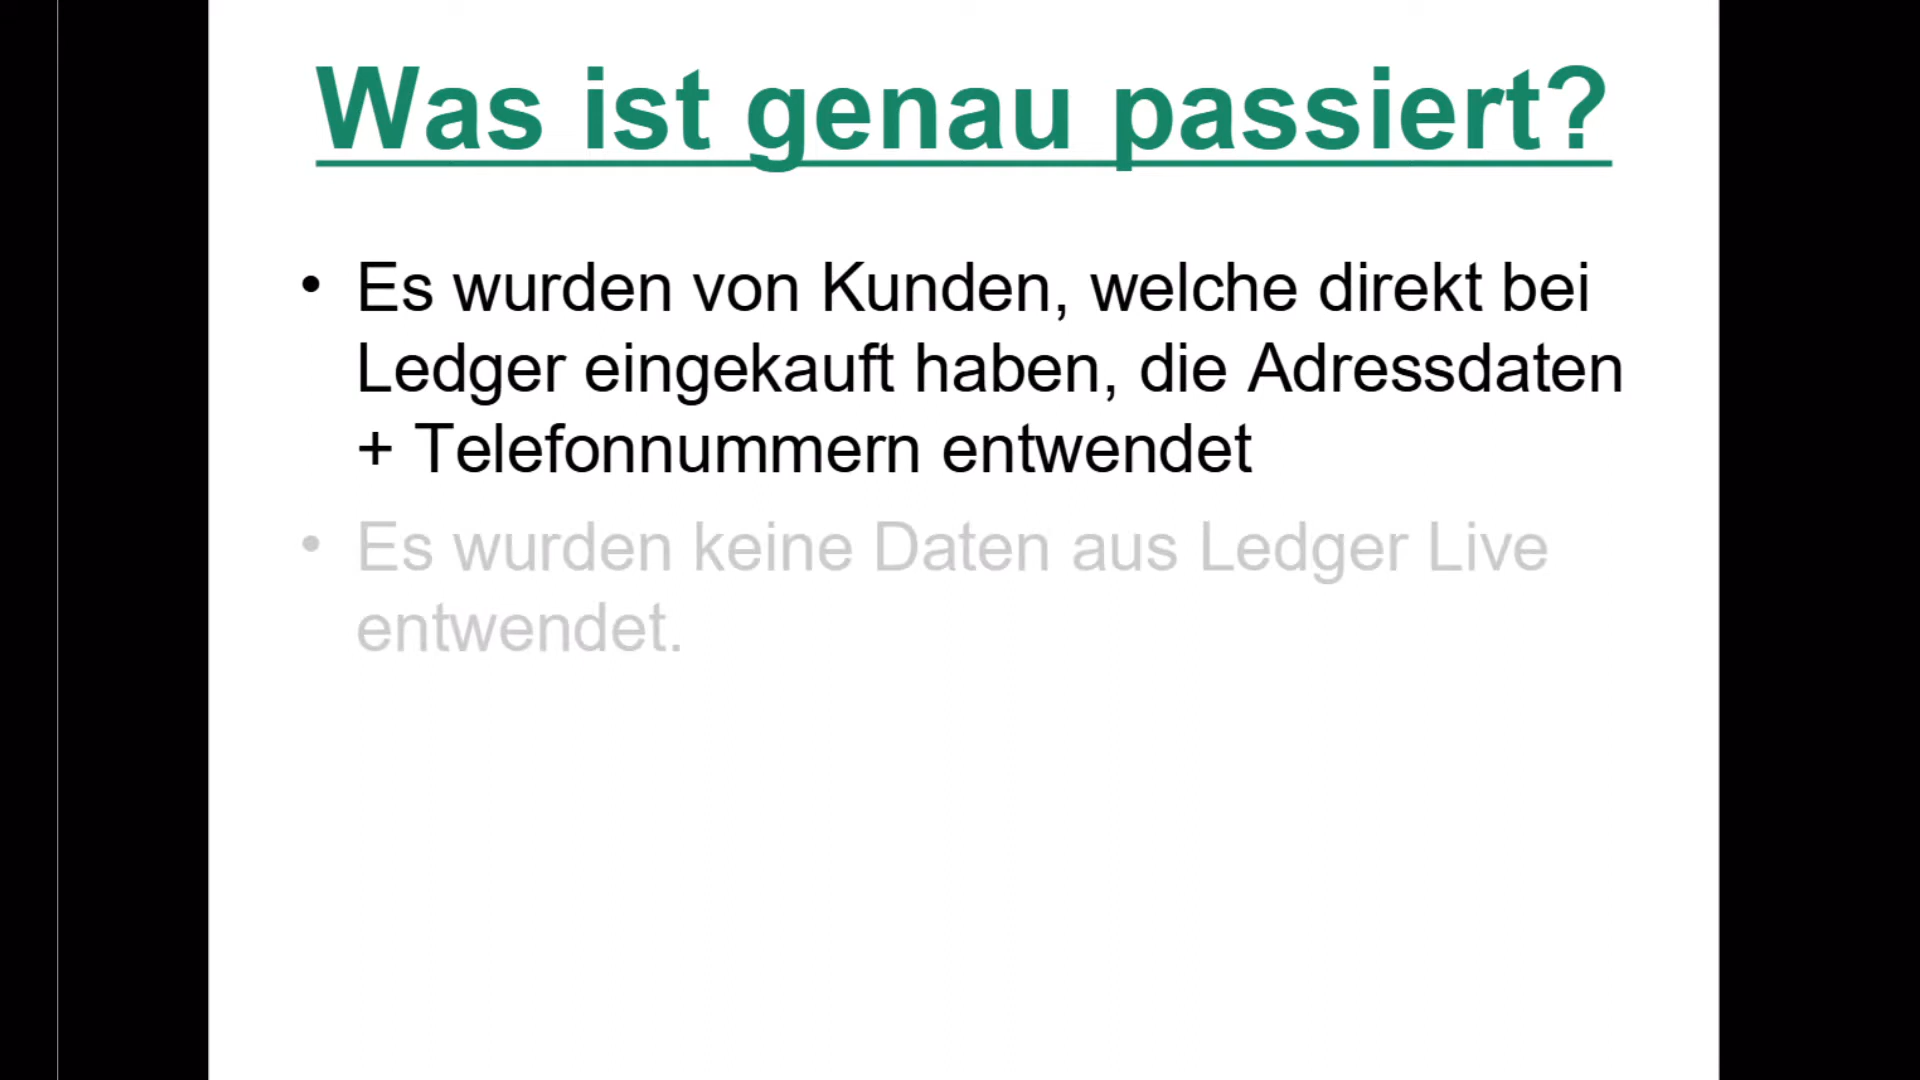 Was ist genau passiert?
• Es wurden von Kunden, welche direkt bei
Ledger eingekauft haben, die Adressdaten
+ Telefonnummern entwendet
• Es wurden keine Daten aus Ledger Live
entwendet.